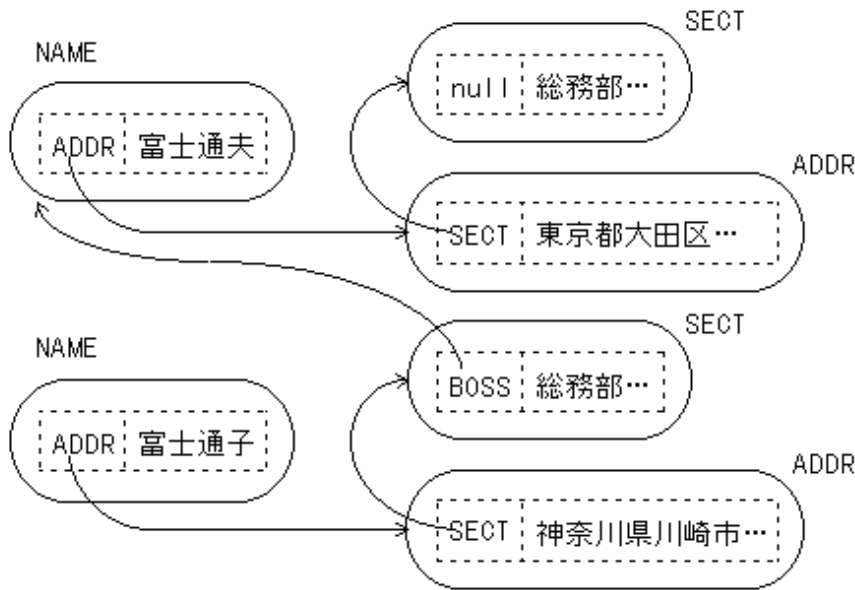 SECT
NAME
null 総務部…
ADDR 富士通夫
ADDR
SECT 東京都大田区…
SECT
NAME
BOSS 総務部…
ADDR 富士通子
ADDR
SECT 神奈川県川崎市…